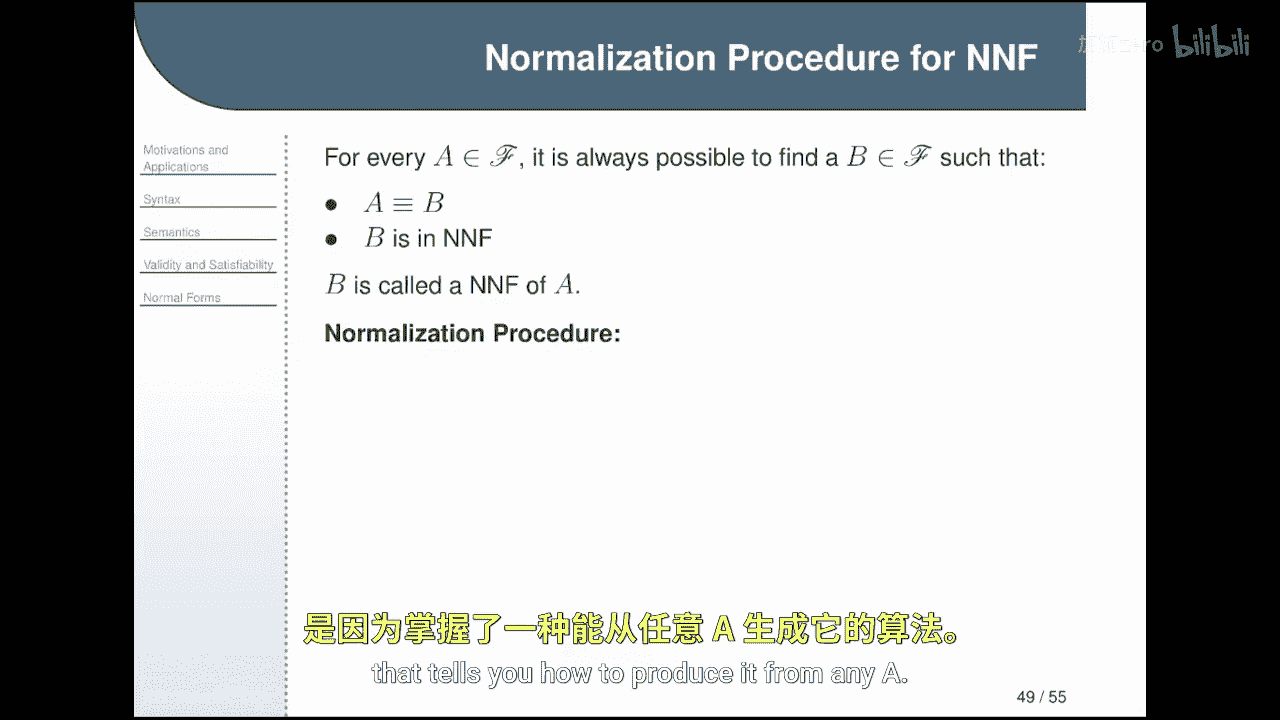 Normalization Procedure for NNF
bilibili
Motivations and
Applications
Syntax
Semantics
Validity and Satisfiability
Normal Forms
For every A ∈ ℱ, it is always possible to find a B ∈ ℱ such that:
• A ≡ B
• B is in NNF
B is called a NNF of A.
Normalization Procedure:
是因为掌握了一种能从任意 A 生成它的算法。
that tells you how to produce it from any A.
49 / 55